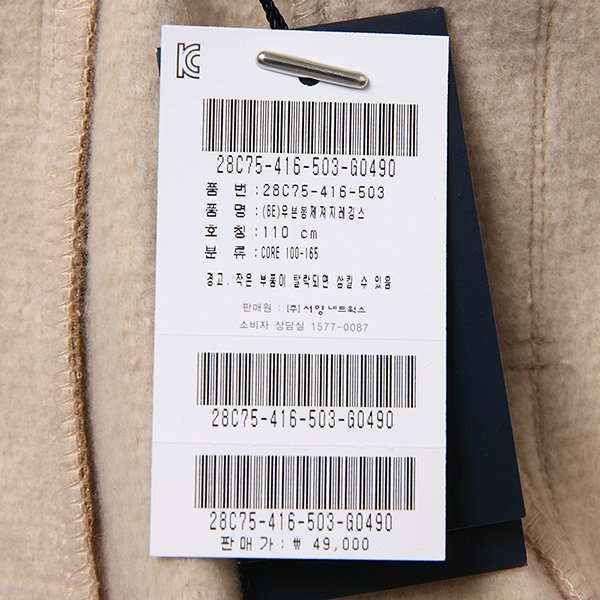 KC
28C75-416-503-G0490
품 번 : 28C75-416-503
품 명 : (BE)우븐봉제저지레깅스
호 칭 : 110 cm
분 류 : CORE 100-165
경고. 작은 부품이 탈락되면 삼킬 수 있음
판매원 : (주) 서양네트웍스
소비자 상담실 1577-0087
28C75-416-503-G0490
28C75-416-503-G0490
판 매 가 : ₩ 49,000